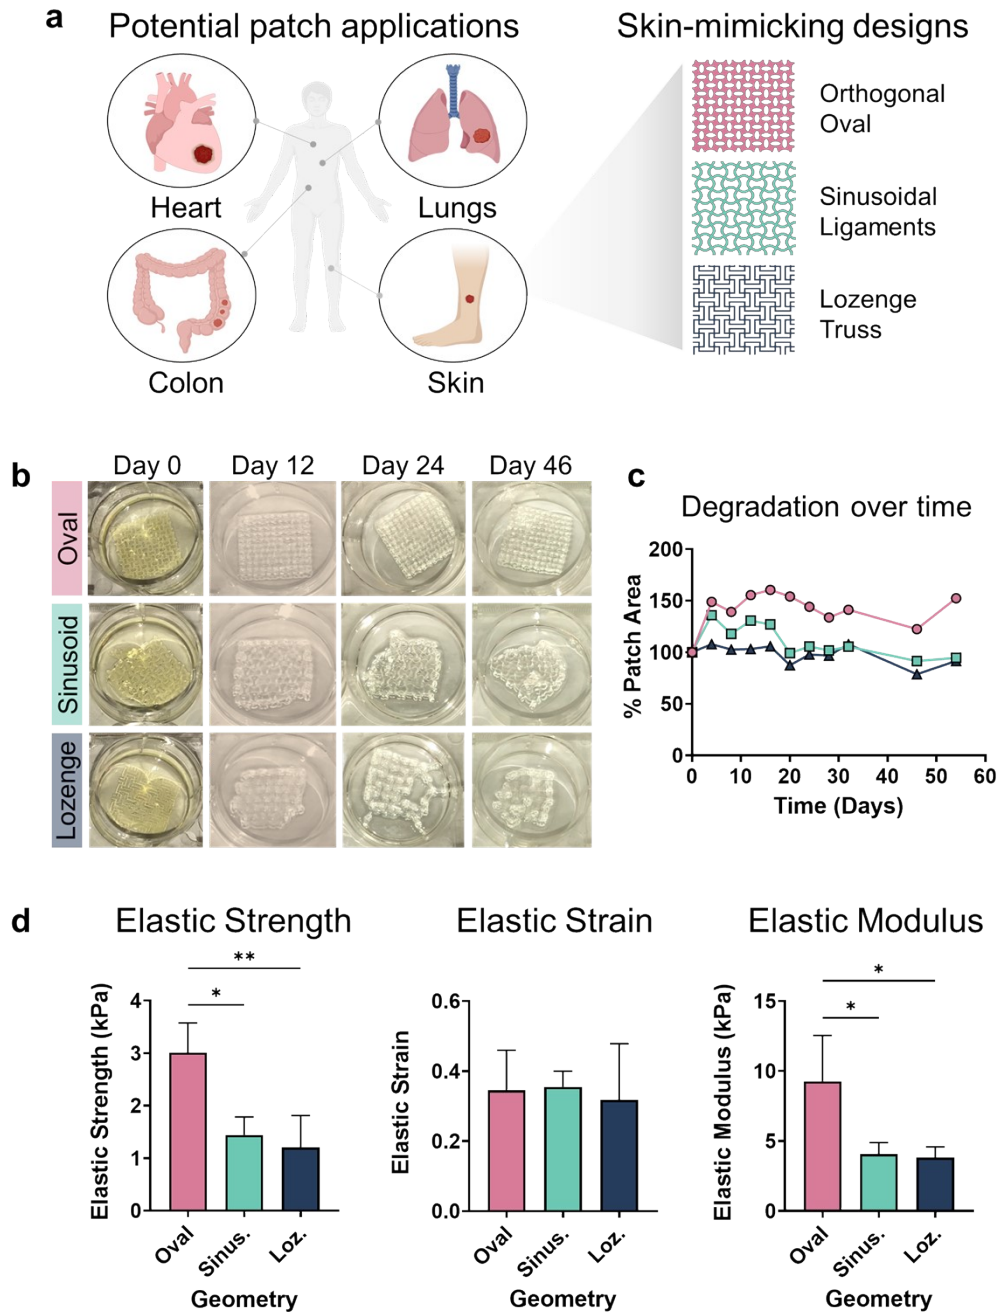 a
Potential patch applications
Skin-mimicking designs
Heart
Lungs
Colon
Skin
Orthogonal
Oval
Sinusoidal
Ligaments
Lozenge
Truss
b
Day 0
Day 12
Day 24
Day 46
Oval
Sinusoid
Lozenge
c
Degradation over time
% Patch Area
200
150
100
50
0
0
10
20
30
40
50
60
Time (Days)
d
Elastic Strength
**
*
Elastic Strength (kPa)
4
3
2
1
0
Oval
Sinus.
Loz.
Geometry
Elastic Strain
Elastic Strain
0.6
0.4
0.2
0.0
Oval
Sinus.
Loz.
Geometry
Elastic Modulus
*
*
Elastic Modulus (kPa)
15
10
5
0
Oval
Sinus.
Loz.
Geometry